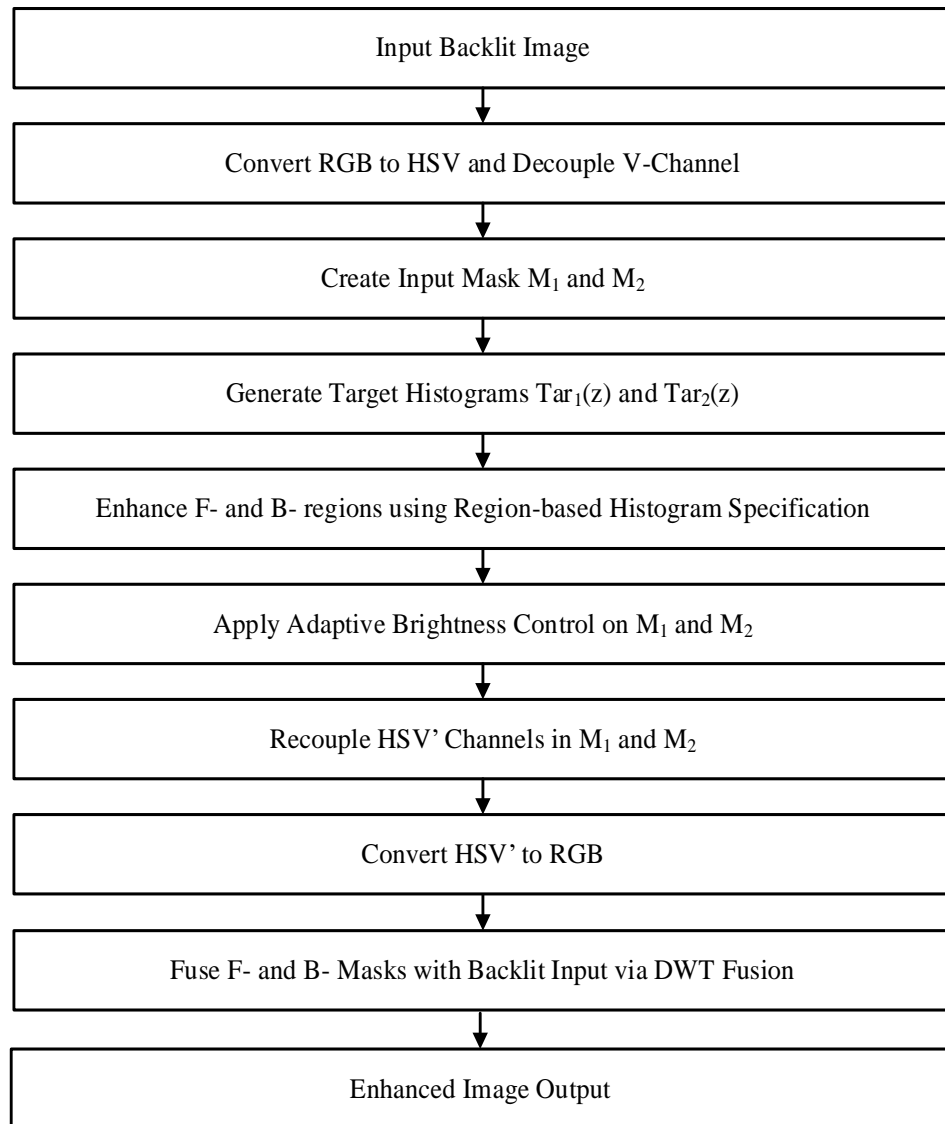 Input Backlit Image
Convert RGB to HSV and Decouple V-Channel
Create Input Mask M₁ and M₂
Generate Target Histograms Tar₁(z) and Tar₂(z)
Enhance F- and B- regions using Region-based Histogram Specification
Apply Adaptive Brightness Control on M₁ and M₂
Recouple HSV’ Channels in M₁ and M₂
Convert HSV’ to RGB
Fuse F- and B- Masks with Backlit Input via DWT Fusion
Enhanced Image Output